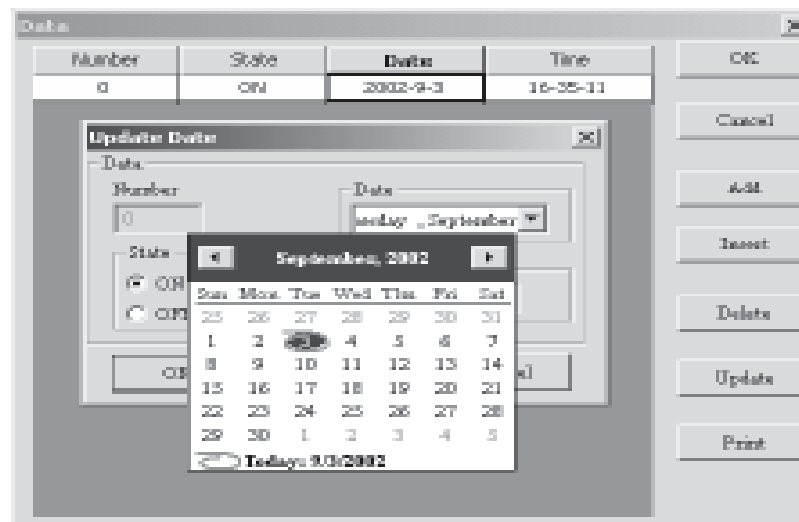 Data
Number State Date Time
0 ON 2002-9-3 16-35-11
OK
Cancel
Add
Insert
Delete
Update
Print
Update Date
Data
Number
0
Date
esday , September
State
ON
September, 2002
Sun Mon Tue Wed Thu Fri Sat
25 26 27 28 29 30 31
1 2 3 4 5 6 7
8 9 10 11 12 13 14
15 16 17 18 19 20 21
22 23 24 25 26 27 28
29 30 1 2 3 4 5
Today: 9/3/2002